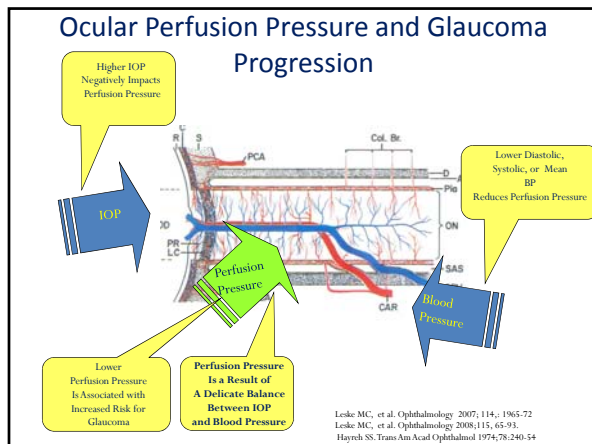 Ocular Perfusion Pressure and Glaucoma
Progression
Higher IOP
Negatively Impacts
Perfusion Pressure
C
R
S
PCA
Col. Br.
D
A
Pia
ON
SAS
OD
PR
LC
CAR
IOP
Perfusion
Pressure
Blood
Pressure
Lower Diastolic,
Systolic, or Mean
BP
Reduces Perfusion Pressure
Lower
Perfusion Pressure
Is Associated with
Increased Risk for
Glaucoma
Perfusion Pressure
Is a Result of
A Delicate Balance
Between IOP
and Blood Pressure
Leske MC, et al. Ophthalmology 2007; 114,: 1965-72
Leske MC, et al. Ophthalmology 2008;115, 65-93.
Hayreh SS. Trans Am Acad Ophthalmol 1974;78:240-54